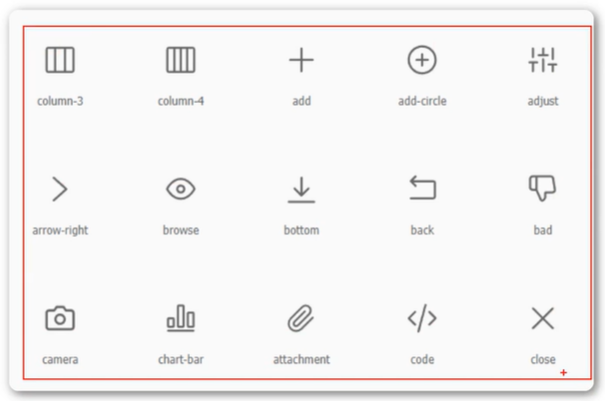 column-3 column-4 add add-circle adjust
arrow-right browse bottom back bad
camera chart-bar attachment code close